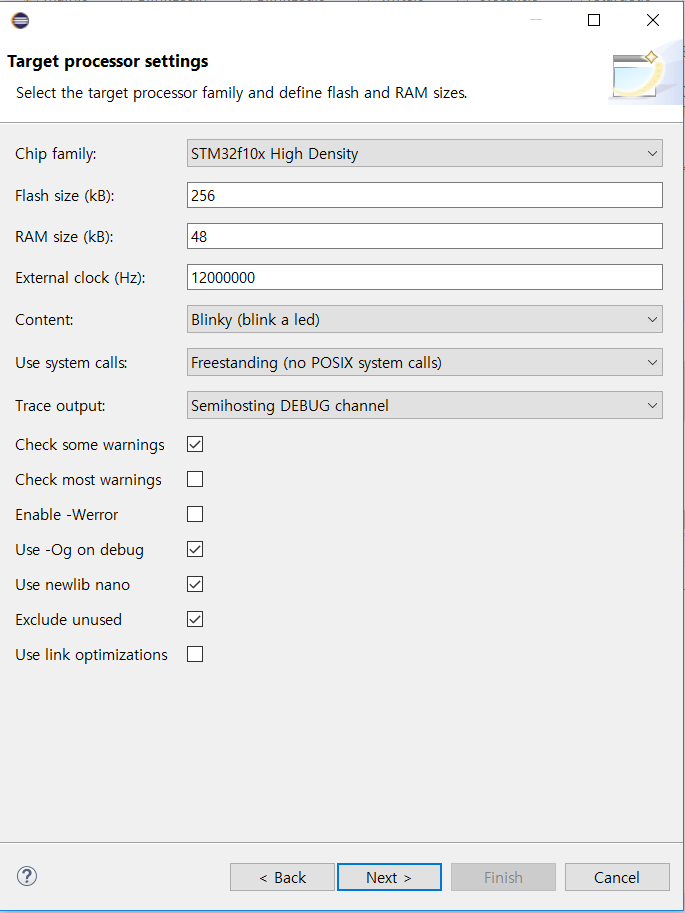 Target processor settings
Select the target processor family and define flash and RAM sizes.
Chip family: STM32f10x High Density
Flash size (kB): 256
RAM size (kB): 48
External clock (Hz): 12000000
Content: Blinky (blink a led)
Use system calls: Freestanding (no POSIX system calls)
Trace output: Semihosting DEBUG channel
Check some warnings
Check most warnings
Enable -Werror
Use -Og on debug
Use newlib nano
Exclude unused
Use link optimizations
? < Back Next > Finish Cancel